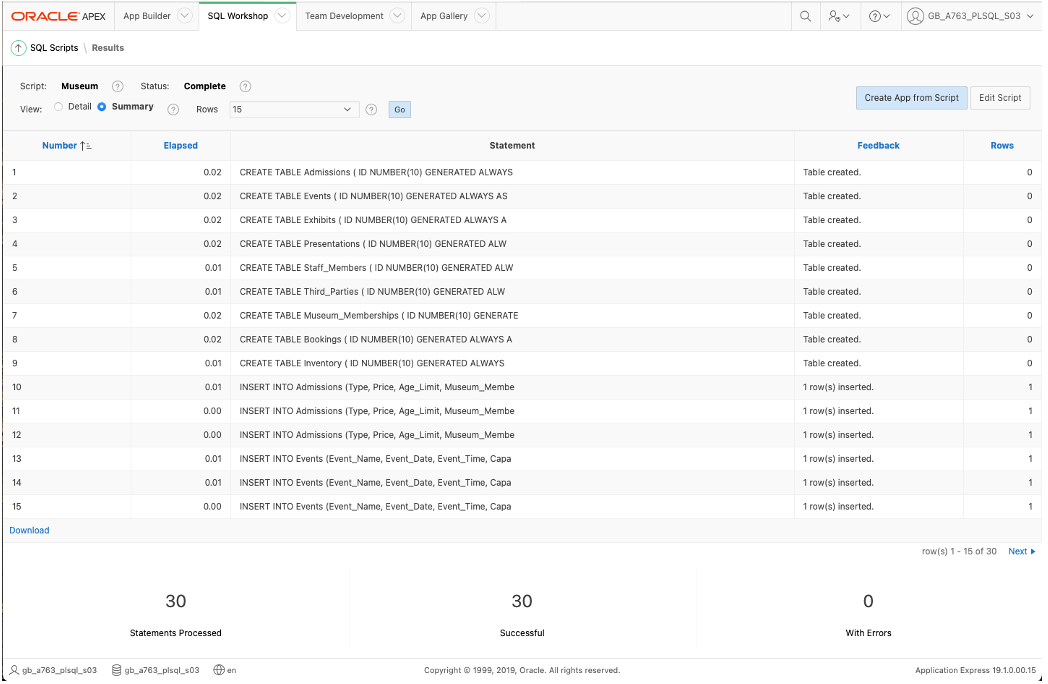 ORACLE APEX App Builder SQL Workshop Team Development App Gallery GB_A763_PLSQL_S03
SQL Scripts \ Results
Script: Museum Status: Complete
View: Detail Summary Rows 15 Go Create App from Script Edit Script
Number Elapsed Statement Feedback Rows
1 0.02 CREATE TABLE Admissions ( ID NUMBER(10) GENERATED ALWAYS Table created. 0
2 0.02 CREATE TABLE Events ( ID NUMBER(10) GENERATED ALWAYS AS Table created. 0
3 0.02 CREATE TABLE Exhibits ( ID NUMBER(10) GENERATED ALWAYS A Table created. 0
4 0.02 CREATE TABLE Presentations ( ID NUMBER(10) GENERATED ALW Table created. 0
5 0.01 CREATE TABLE Staff_Members ( ID NUMBER(10) GENERATED ALW Table created. 0
6 0.01 CREATE TABLE Third_Parties ( ID NUMBER(10) GENERATED ALW Table created. 0
7 0.02 CREATE TABLE Museum_Memberships ( ID NUMBER(10) GENERATE Table created. 0
8 0.02 CREATE TABLE Bookings ( ID NUMBER(10) GENERATED ALWAYS A Table created. 0
9 0.01 CREATE TABLE Inventory ( ID NUMBER(10) GENERATED ALWAYS Table created. 0
10 0.01 INSERT INTO Admissions (Type, Price, Age_Limit, Museum_Membe 1 row(s) inserted. 1
11 0.00 INSERT INTO Admissions (Type, Price, Age_Limit, Museum_Membe 1 row(s) inserted. 1
12 0.00 INSERT INTO Admissions (Type, Price, Age_Limit, Museum_Membe 1 row(s) inserted. 1
13 0.01 INSERT INTO Events (Event_Name, Event_Date, Event_Time, Capa 1 row(s) inserted. 1
14 0.01 INSERT INTO Events (Event_Name, Event_Date, Event_Time, Capa 1 row(s) inserted. 1
15 0.00 INSERT INTO Events (Event_Name, Event_Date, Event_Time, Capa 1 row(s) inserted. 1
Download
row(s) 1 - 15 of 30 Next
30 30 0
Statements Processed Successful With Errors
gb_a763_plsql_s03 gb_a763_plsql_s03 en Copyright © 1999, 2019, Oracle. All rights reserved. Application Express 19.1.0.00.15